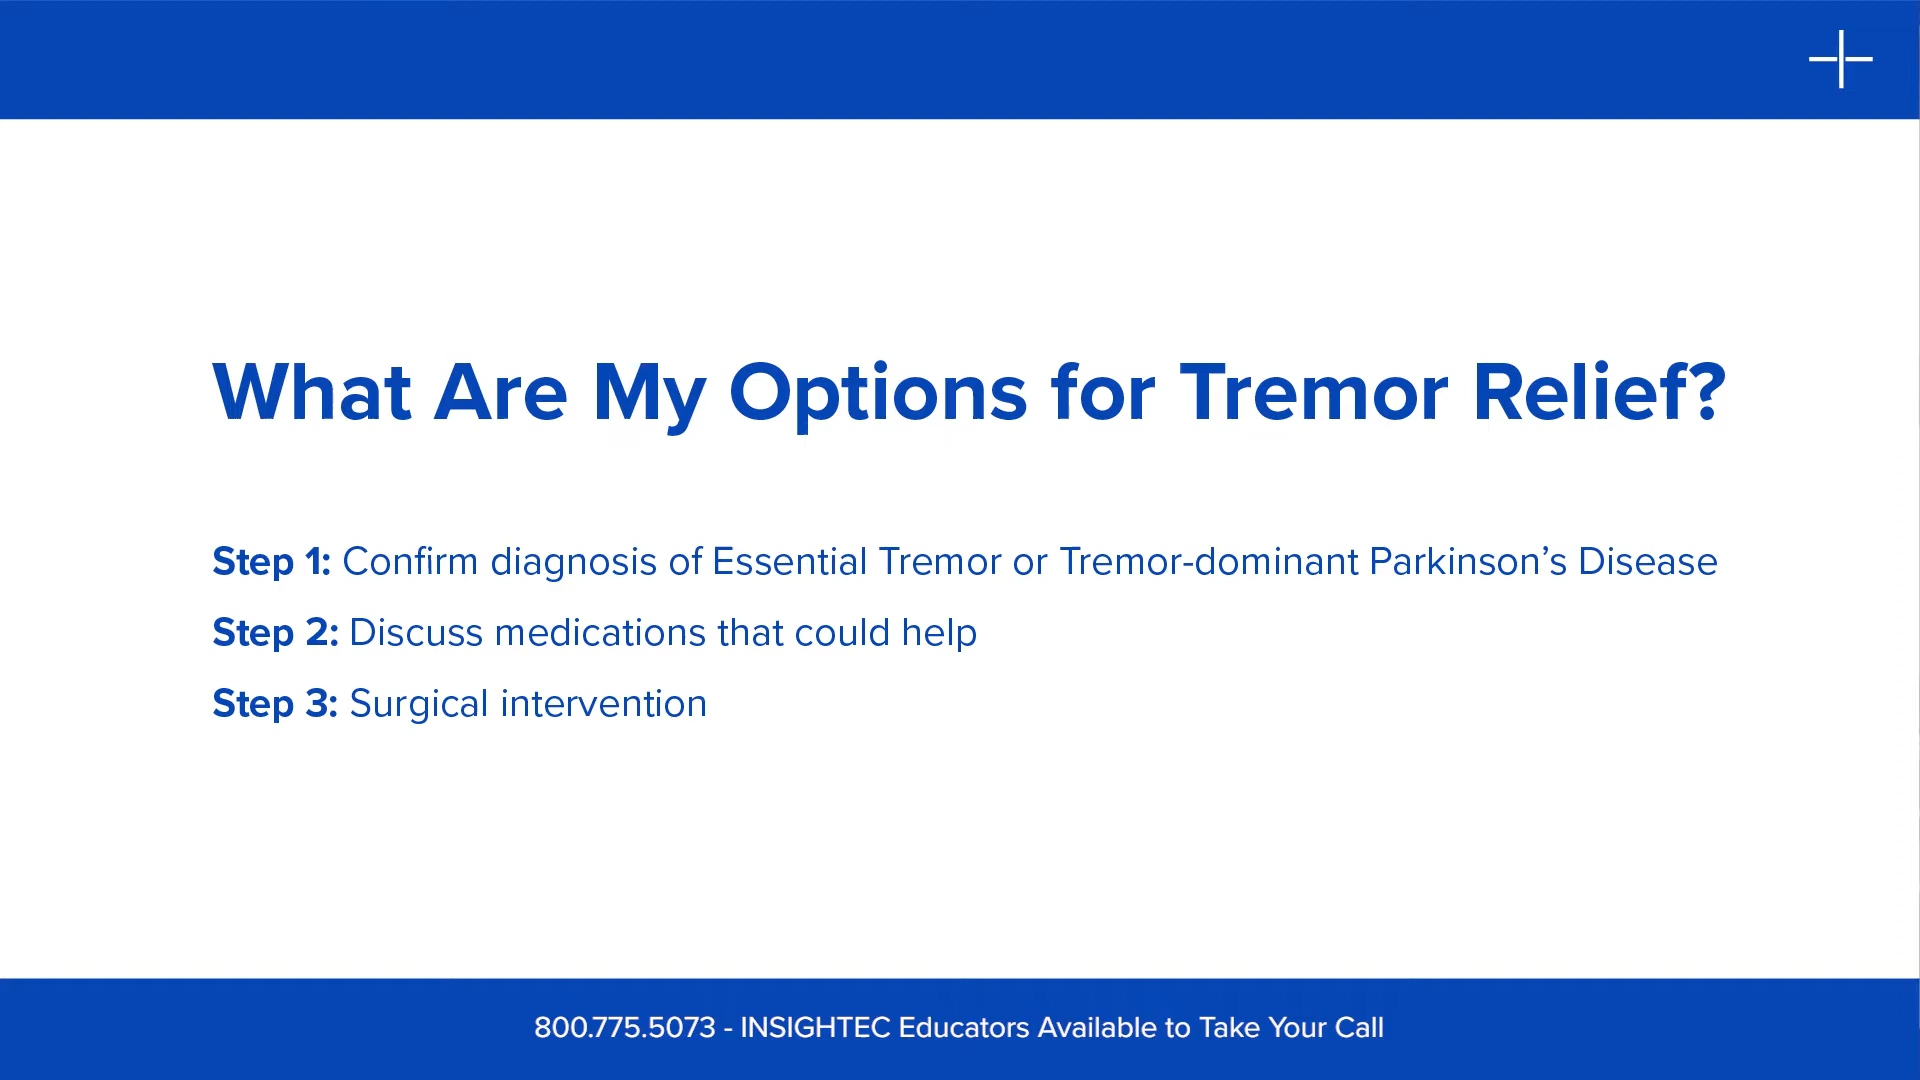 What Are My Options for Tremor Relief?
Step 1: Confirm diagnosis of Essential Tremor or Tremor-dominant Parkinson’s Disease
Step 2: Discuss medications that could help
Step 3: Surgical intervention
800.775.5073 - INSIGHTEC Educators Available to Take Your Call